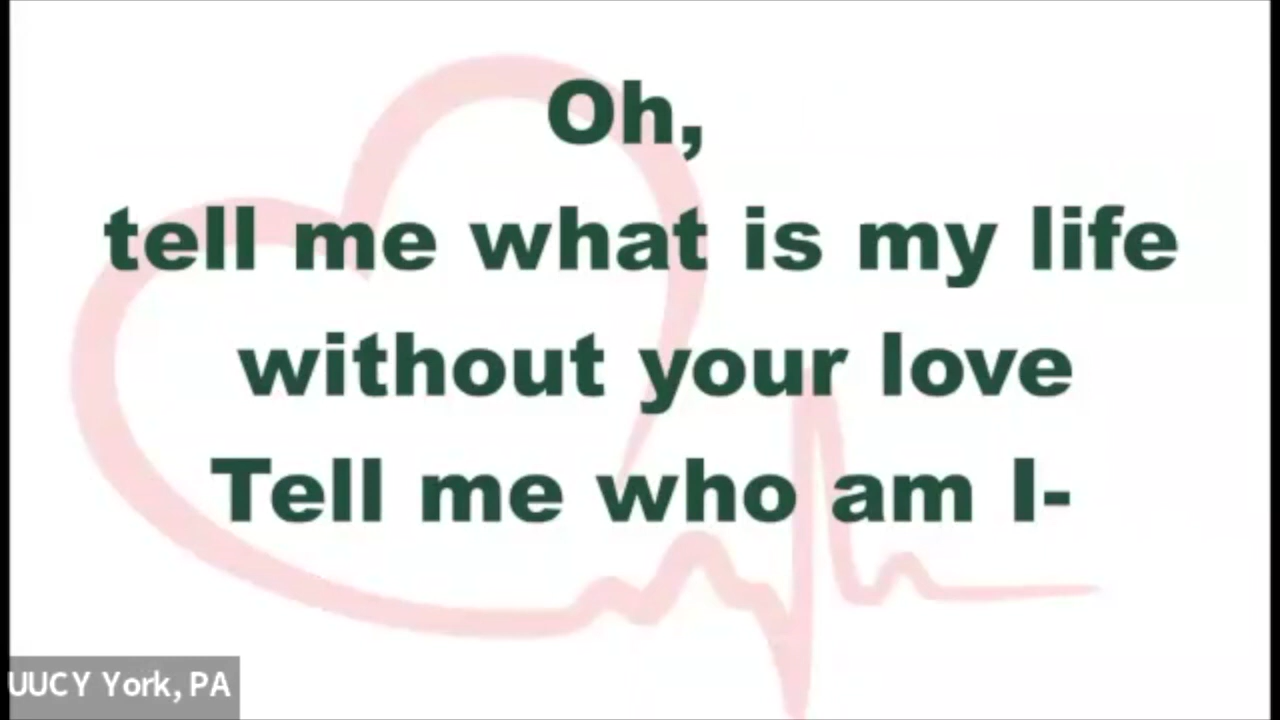 Oh,
tell me what is my life
without your love
Tell me who am I-
UUCY York, PA